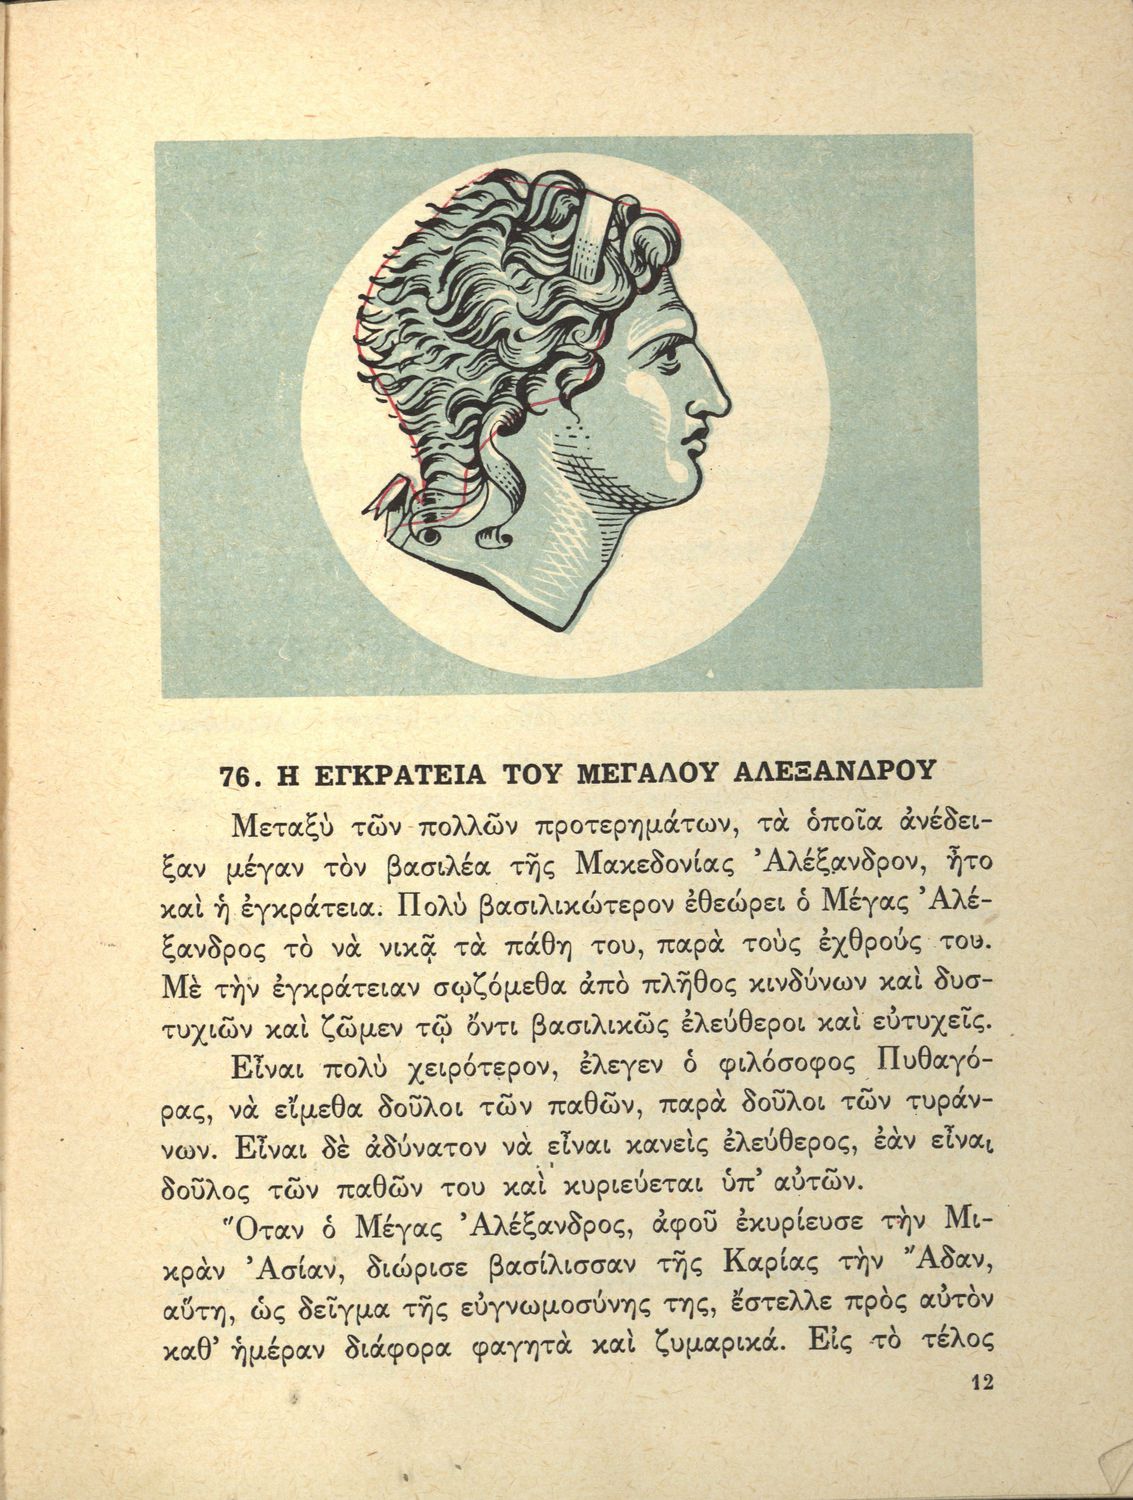 76. Η ΕΓΚΡΑΤΕΙΑ ΤΟΥ ΜΕΓΑΛΟΥ ΑΛΕΞΑΝΔΡΟΥ
Μεταξὺ τῶν πολλῶν προτερημάτων, τὰ ὁποῖα ἀνέδει-
ξαν μέγαν τὸν βασιλέα τῆς Μακεδονίας Ἀλέξανδρον, ἦτο
καὶ ἡ ἐγκράτεια. Πολὺ βασιλικώτερον ἐθεώρει ὁ Μέγας Ἀλέ-
ξανδρος τὸ νὰ νικᾷ τὰ πάθη του, παρὰ τοὺς ἐχθρούς του.
Μὲ τὴν ἐγκράτειαν σῳζόμεθα ἀπὸ πλῆθος κινδύνων καὶ δυσ-
τυχιῶν καὶ ζῶμεν τῷ ὄντι βασιλικῶς ἐλεύθεροι καὶ εὐτυχεῖς.
Εἶναι πολὺ χειρότερον, ἔλεγεν ὁ φιλόσοφος Πυθαγό-
ρας, νὰ εἴμεθα δοῦλοι τῶν παθῶν, παρὰ δοῦλοι τῶν τυράν-
νων. Εἶναι δὲ ἀδύνατον νὰ εἶναι κανεὶς ἐλεύθερος, ἐὰν εἶναι
δοῦλος τῶν παθῶν του καὶ κυριεύεται ὑπ' αὐτῶν.
Ὅταν ὁ Μέγας Ἀλέξανδρος, ἀφοῦ ἐκυρίευσε τὴν Μι-
κρὰν Ἀσίαν, διώρισε βασίλισσαν τῆς Καρίας τὴν Ἄδαν,
αὕτη, ὡς δεῖγμα τῆς εὐγνωμοσύνης της, ἔστελλε πρὸς αὐτὸν
καθ' ἡμέραν διάφορα φαγητὰ καὶ ζυμαρικά. Εἰς τὸ τέλος
12